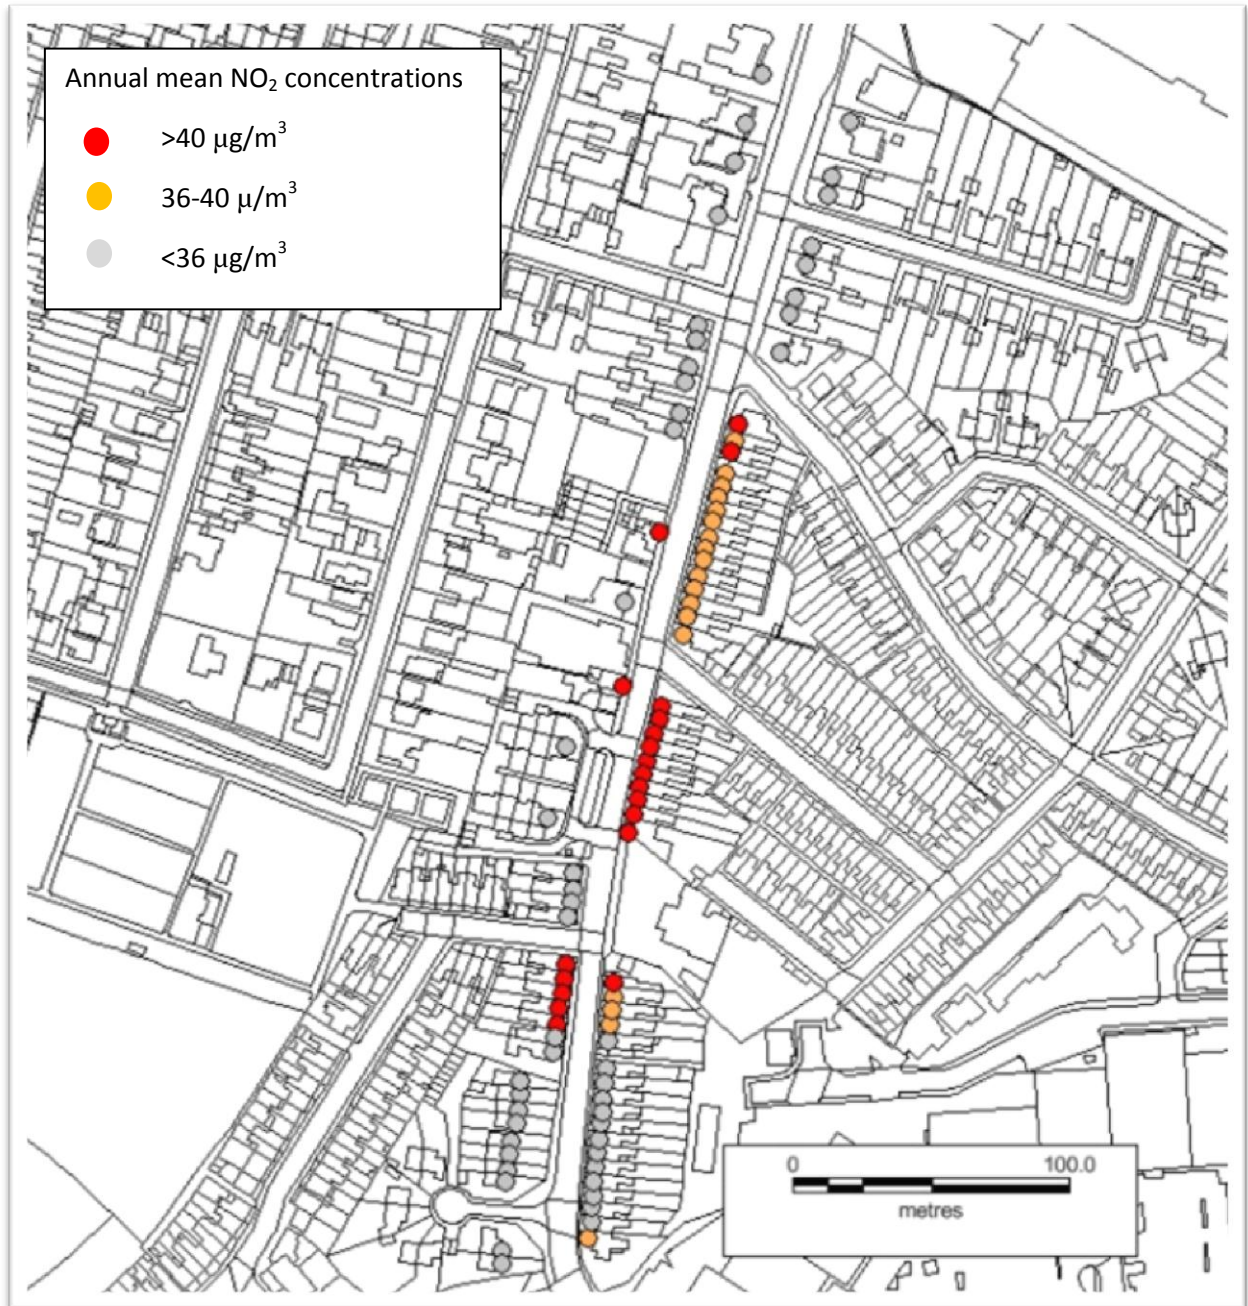 Annual mean NO₂ concentrations
>40 µg/m³
36-40 µ/m³
<36 µg/m³
0 100.0
metres